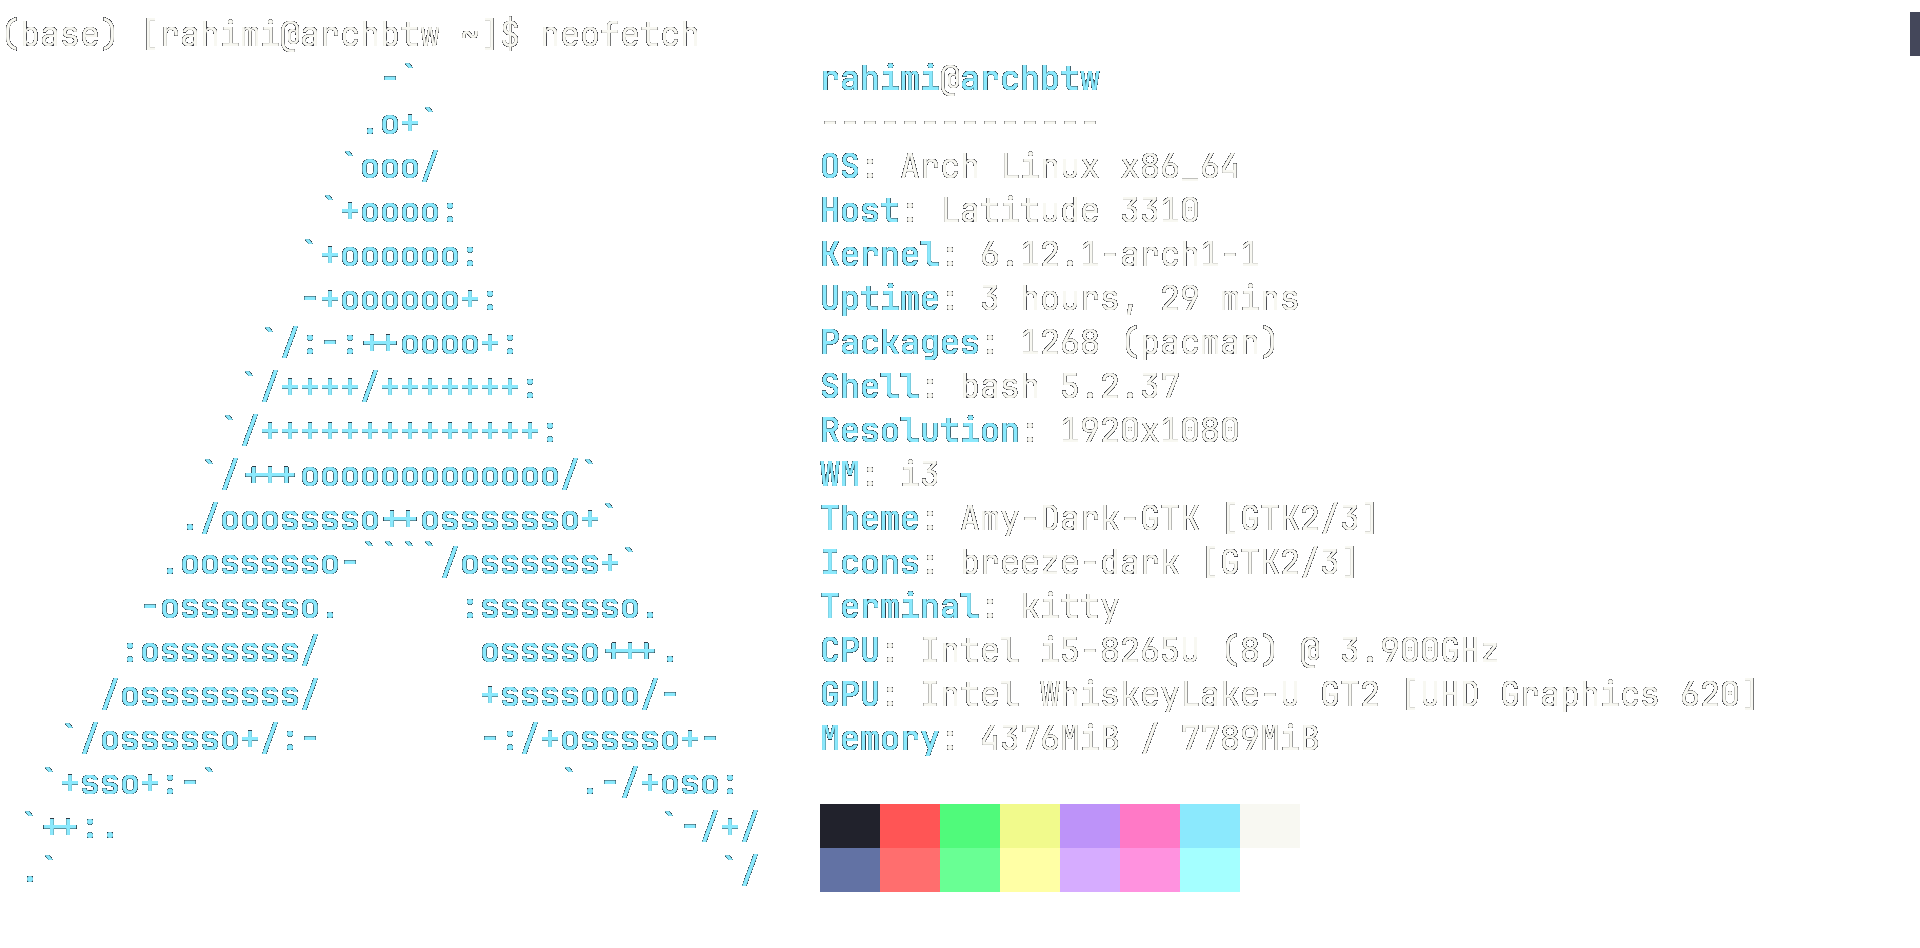 (base) [rahimi@archbtw ~]$ neofetch
                   -`
                  .o+`
                 `ooo/
                `+oooo:
               `+oooooo:
               -+oooooo+:
             `/:-:++oooo+:
            `/++++/+++++++:
           `/++++++++++++++:
          `/+++ooooooooooooo/`
         ./ooosssso++osssssso+`
        .oossssso-````/ossssss+`
       -osssssso.      :ssssssso.
      :osssssss/        osssso+++.
     /ossssssss/        +ssssooo/-
   `/ossssso+/:-        -:/+osssso+-
  `+sso+:-`                 `.-/+oso:
 `++:.                           `-/+/
 .`                                 `/
rahimi@archbtw
--------------
OS: Arch Linux x86_64
Host: Latitude 3310
Kernel: 6.12.1-arch1-1
Uptime: 3 hours, 29 mins
Packages: 1268 (pacman)
Shell: bash 5.2.37
Resolution: 1920x1080
WM: i3
Theme: Amy-Dark-GTK [GTK2/3]
Icons: breeze-dark [GTK2/3]
Terminal: kitty
CPU: Intel i5-8265U (8) @ 3.900GHz
GPU: Intel WhiskeyLake-U GT2 [UHD Graphics 620]
Memory: 4376MiB / 7789MiB